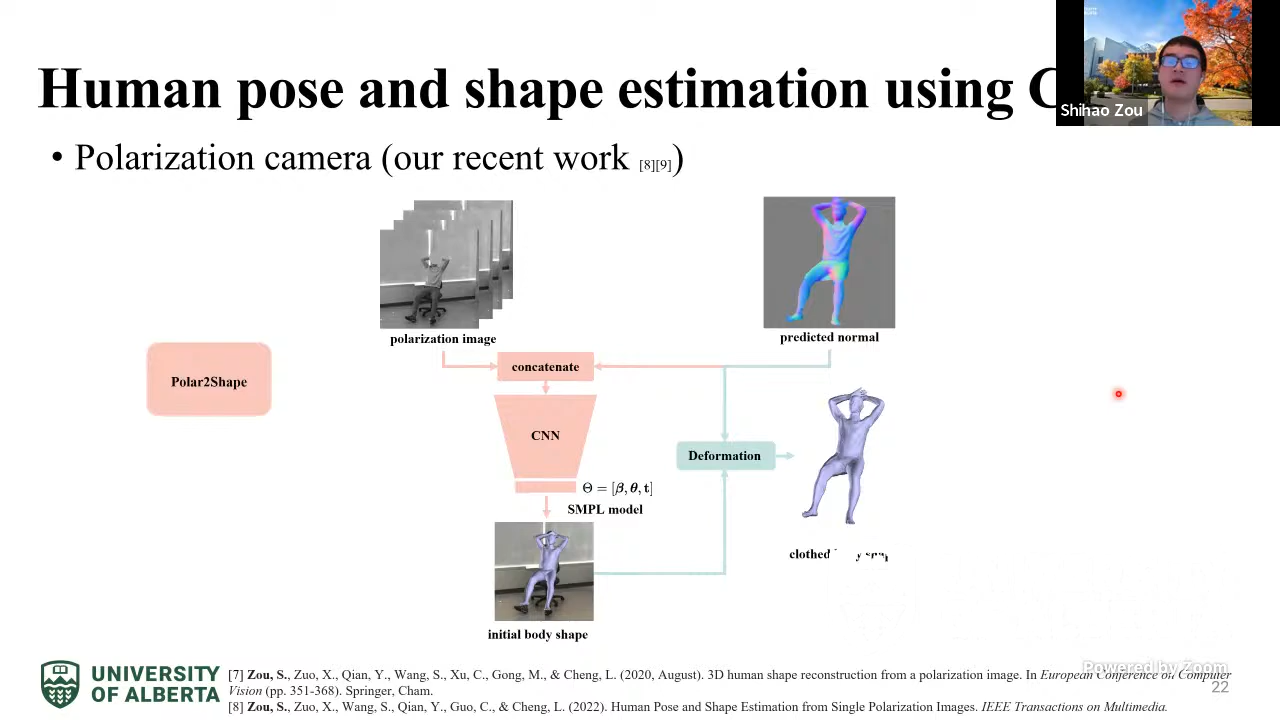 Human pose and shape estimation using
Shihao Zou
• Polarization camera (our recent work [8][9])
polarization image
predicted normal
concatenate
Polar2Shape
CNN
Deformation
Θ = [β, θ, t]
SMPL model
clothed
initial body shape
UNIVERSITY
OF ALBERTA
[7] Zou, S., Zuo, X., Qian, Y., Wang, S., Xu, C., Gong, M., & Cheng, L. (2020, August). 3D human shape reconstruction from a polarization image. In European Conference on Computer
Vision (pp. 351-368). Springer, Cham.
[8] Zou, S., Zuo, X., Wang, S., Qian, Y., Guo, C., & Cheng, L. (2022). Human Pose and Shape Estimation from Single Polarization Images. IEEE Transactions on Multimedia.
Powered by Zoom
22